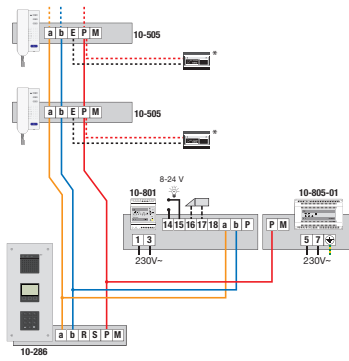 a b E P M
10-505
*
a b E P M
10-505
*
8-24 V
10-801
10-805-01
14 15 16 17 18 a b P
P M
1 3
5 7
230V~
230V~
a b R S P M
10-286